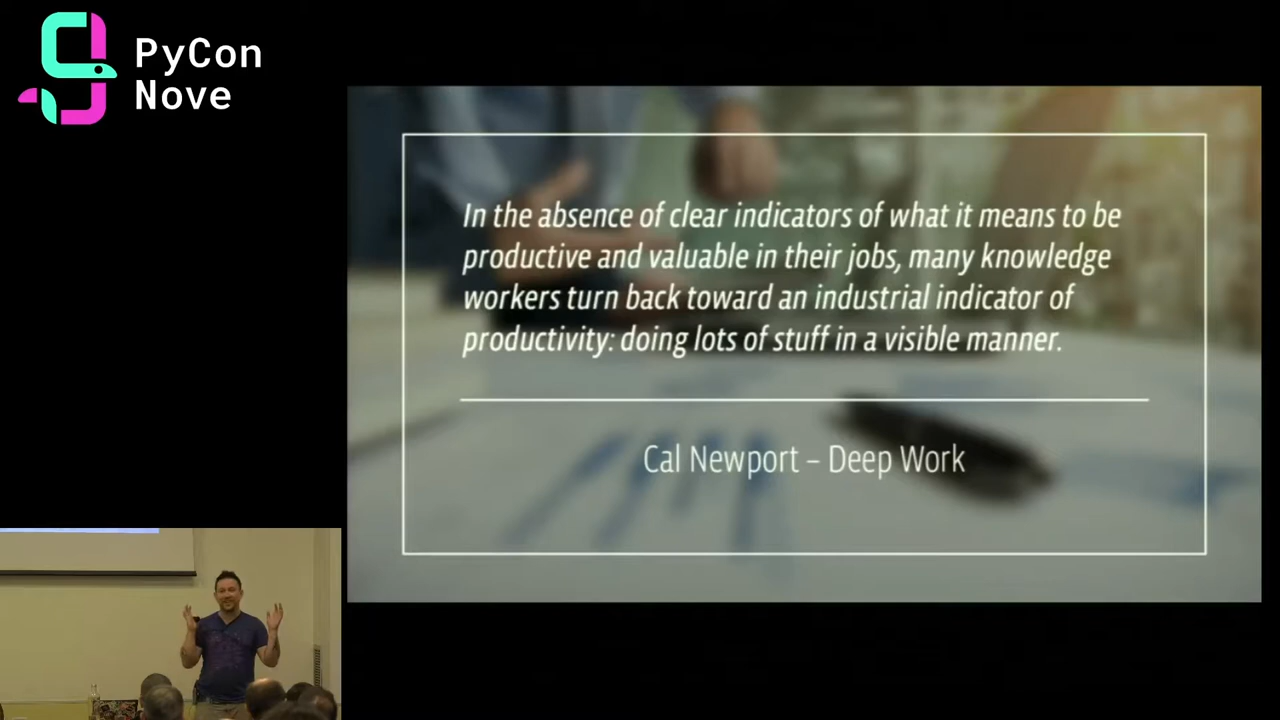 PyCon
Nove
In the absence of clear indicators of what it means to be
productive and valuable in their jobs, many knowledge
workers turn back toward an industrial indicator of
productivity: doing lots of stuff in a visible manner.
Cal Newport – Deep Work